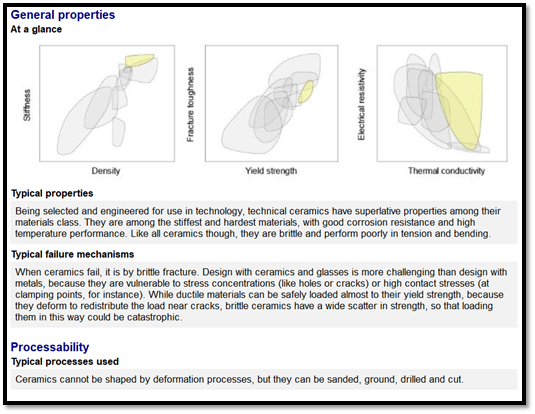 General properties
At a glance
Stiffness
Density
Fracture toughness
Yield strength
Electrical resistivity
Thermal conductivity
Typical properties
Being selected and engineered for use in technology, technical ceramics have superlative properties among their
materials class. They are among the stiffest and hardest materials, with good corrosion resistance and high
temperature performance. Like all ceramics though, they are brittle and perform poorly in tension and bending.
Typical failure mechanisms
When ceramics fail, it is by brittle fracture. Design with ceramics and glasses is more challenging than design with
metals, because they are vulnerable to stress concentrations (like holes or cracks) or high contact stresses (at
clamping points, for instance). While ductile materials can be safely loaded almost to their yield strength, because
they deform to redistribute the load near cracks, brittle ceramics have a wide scatter in strength, so that loading
them in this way could be catastrophic.
Processability
Typical processes used
Ceramics cannot be shaped by deformation processes, but they can be sanded, ground, drilled and cut.